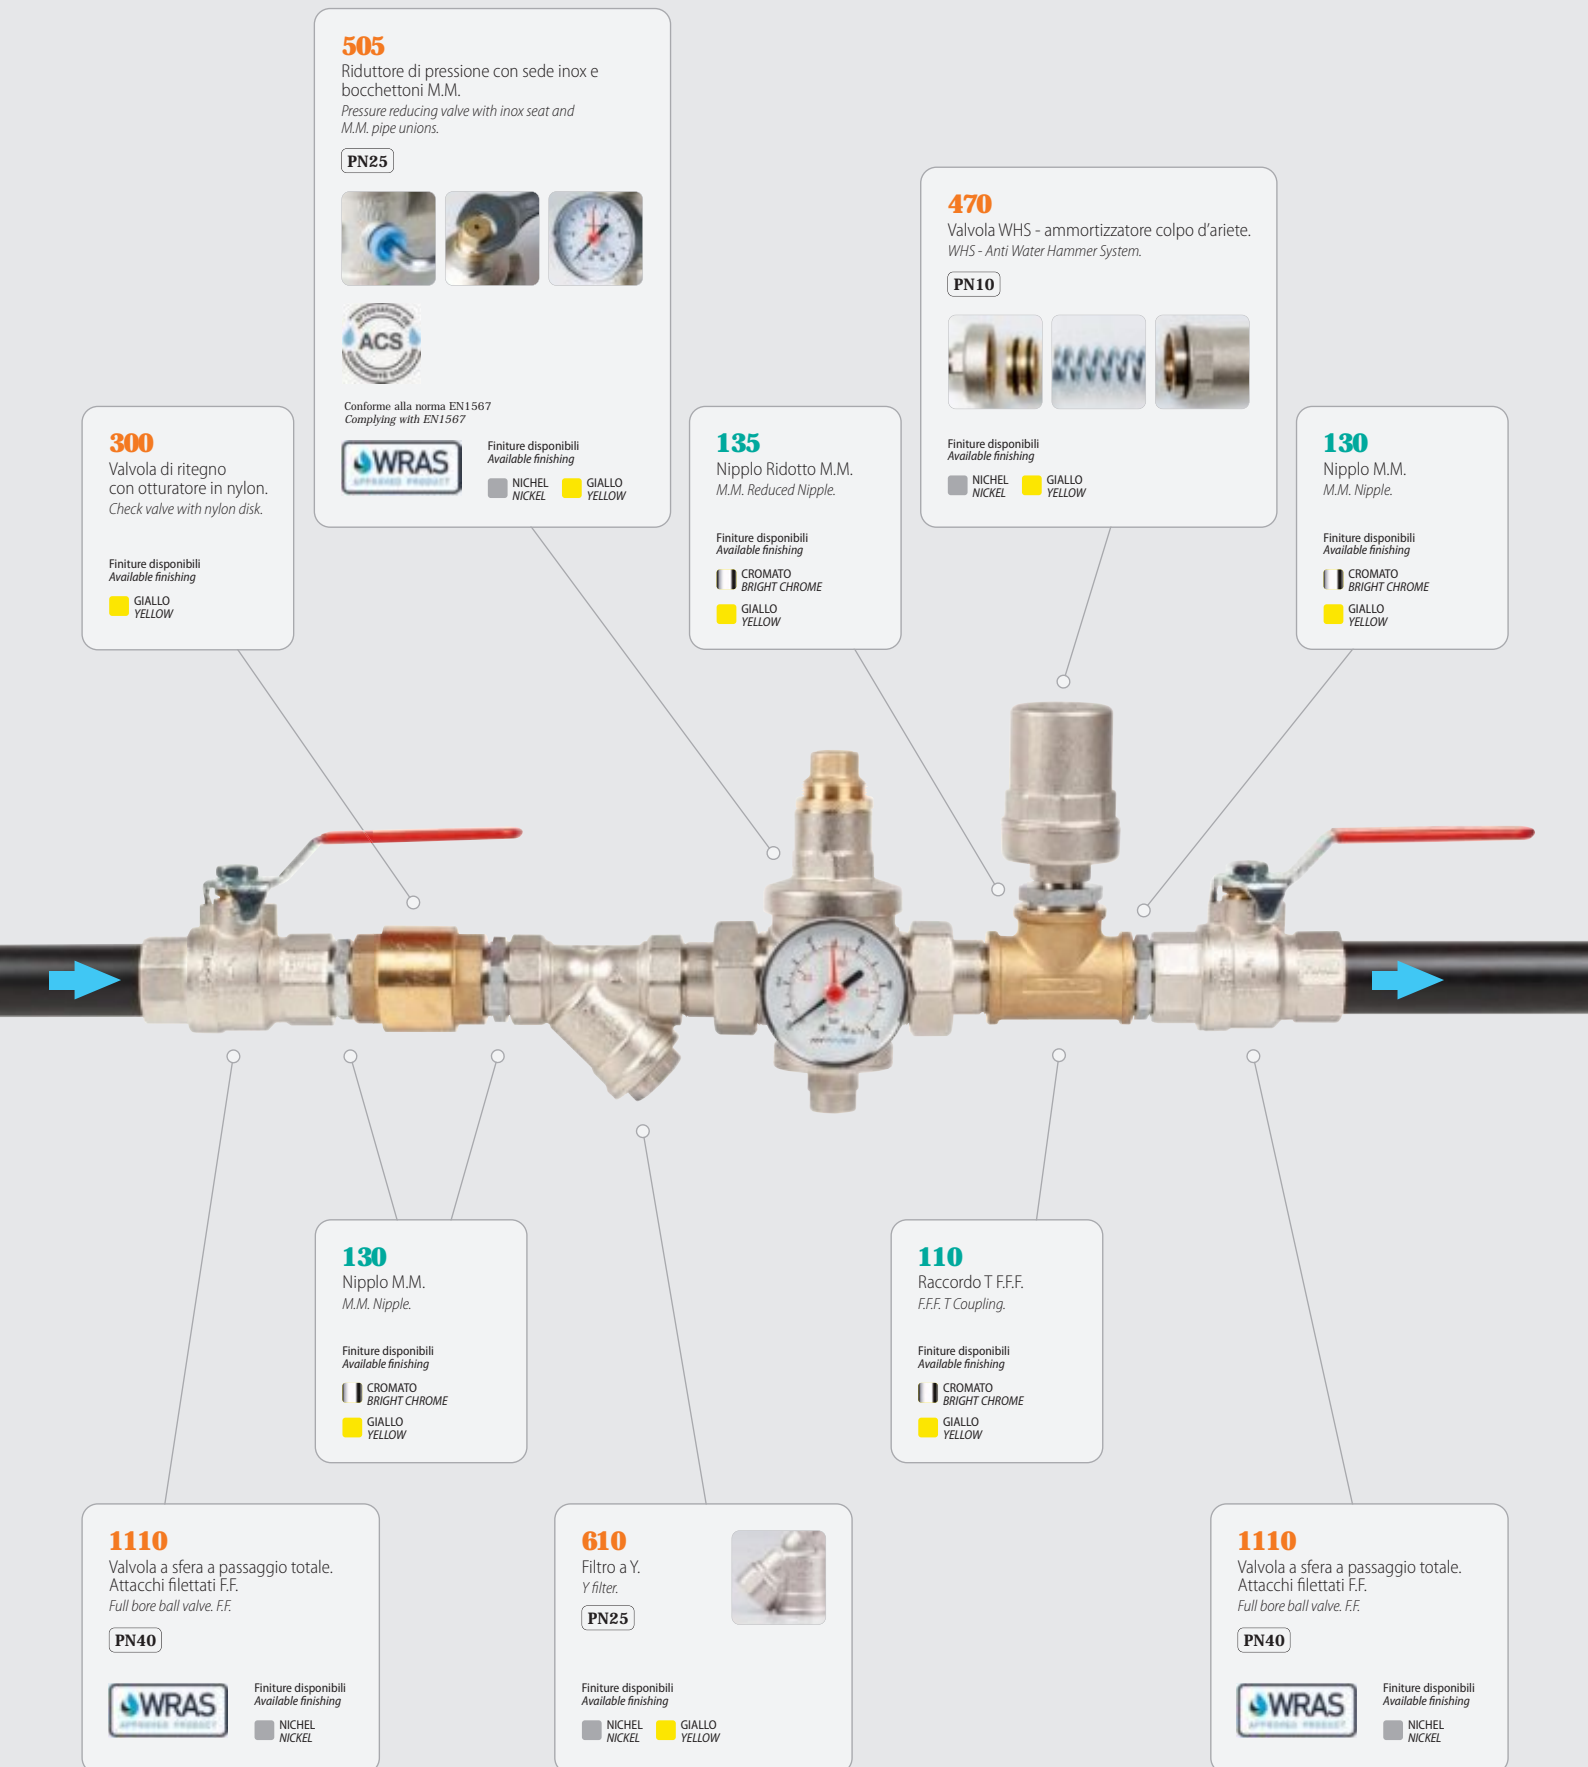 505
Riduttore di pressione con sede inox e
bocchettoni M.M.
Pressure reducing valve with inox seat and
M.M. pipe unions.
PN25
ACS
Conforme alla norma EN1567
Complying with EN1567
WRAS
APPROVED PRODUCT
Finiture disponibili
Available finishing
NICHEL
NICKEL
GIALLO
YELLOW
470
Valvola WHS - ammortizzatore colpo d'ariete.
WHS - Anti Water Hammer System.
PN10
Finiture disponibili
Available finishing
NICHEL
NICKEL
GIALLO
YELLOW
300
Valvola di ritegno
con otturatore in nylon.
Check valve with nylon disk.
Finiture disponibili
Available finishing
GIALLO
YELLOW
135
Nipplo Ridotto M.M.
M.M. Reduced Nipple.
Finiture disponibili
Available finishing
CROMATO
BRIGHT CHROME
GIALLO
YELLOW
130
Nipplo M.M.
M.M. Nipple.
Finiture disponibili
Available finishing
CROMATO
BRIGHT CHROME
GIALLO
YELLOW
130
Nipplo M.M.
M.M. Nipple.
Finiture disponibili
Available finishing
CROMATO
BRIGHT CHROME
GIALLO
YELLOW
110
Raccordo T F.F.F.
F.F.F. T Coupling.
Finiture disponibili
Available finishing
CROMATO
BRIGHT CHROME
GIALLO
YELLOW
1110
Valvola a sfera a passaggio totale.
Attacchi filettati F.F.
Full bore ball valve. F.F.
PN40
WRAS
APPROVED PRODUCT
Finiture disponibili
Available finishing
NICHEL
NICKEL
610
Filtro a Y.
Y filter.
PN25
Finiture disponibili
Available finishing
NICHEL
NICKEL
GIALLO
YELLOW
1110
Valvola a sfera a passaggio totale.
Attacchi filettati F.F.
Full bore ball valve. F.F.
PN40
WRAS
APPROVED PRODUCT
Finiture disponibili
Available finishing
NICHEL
NICKEL